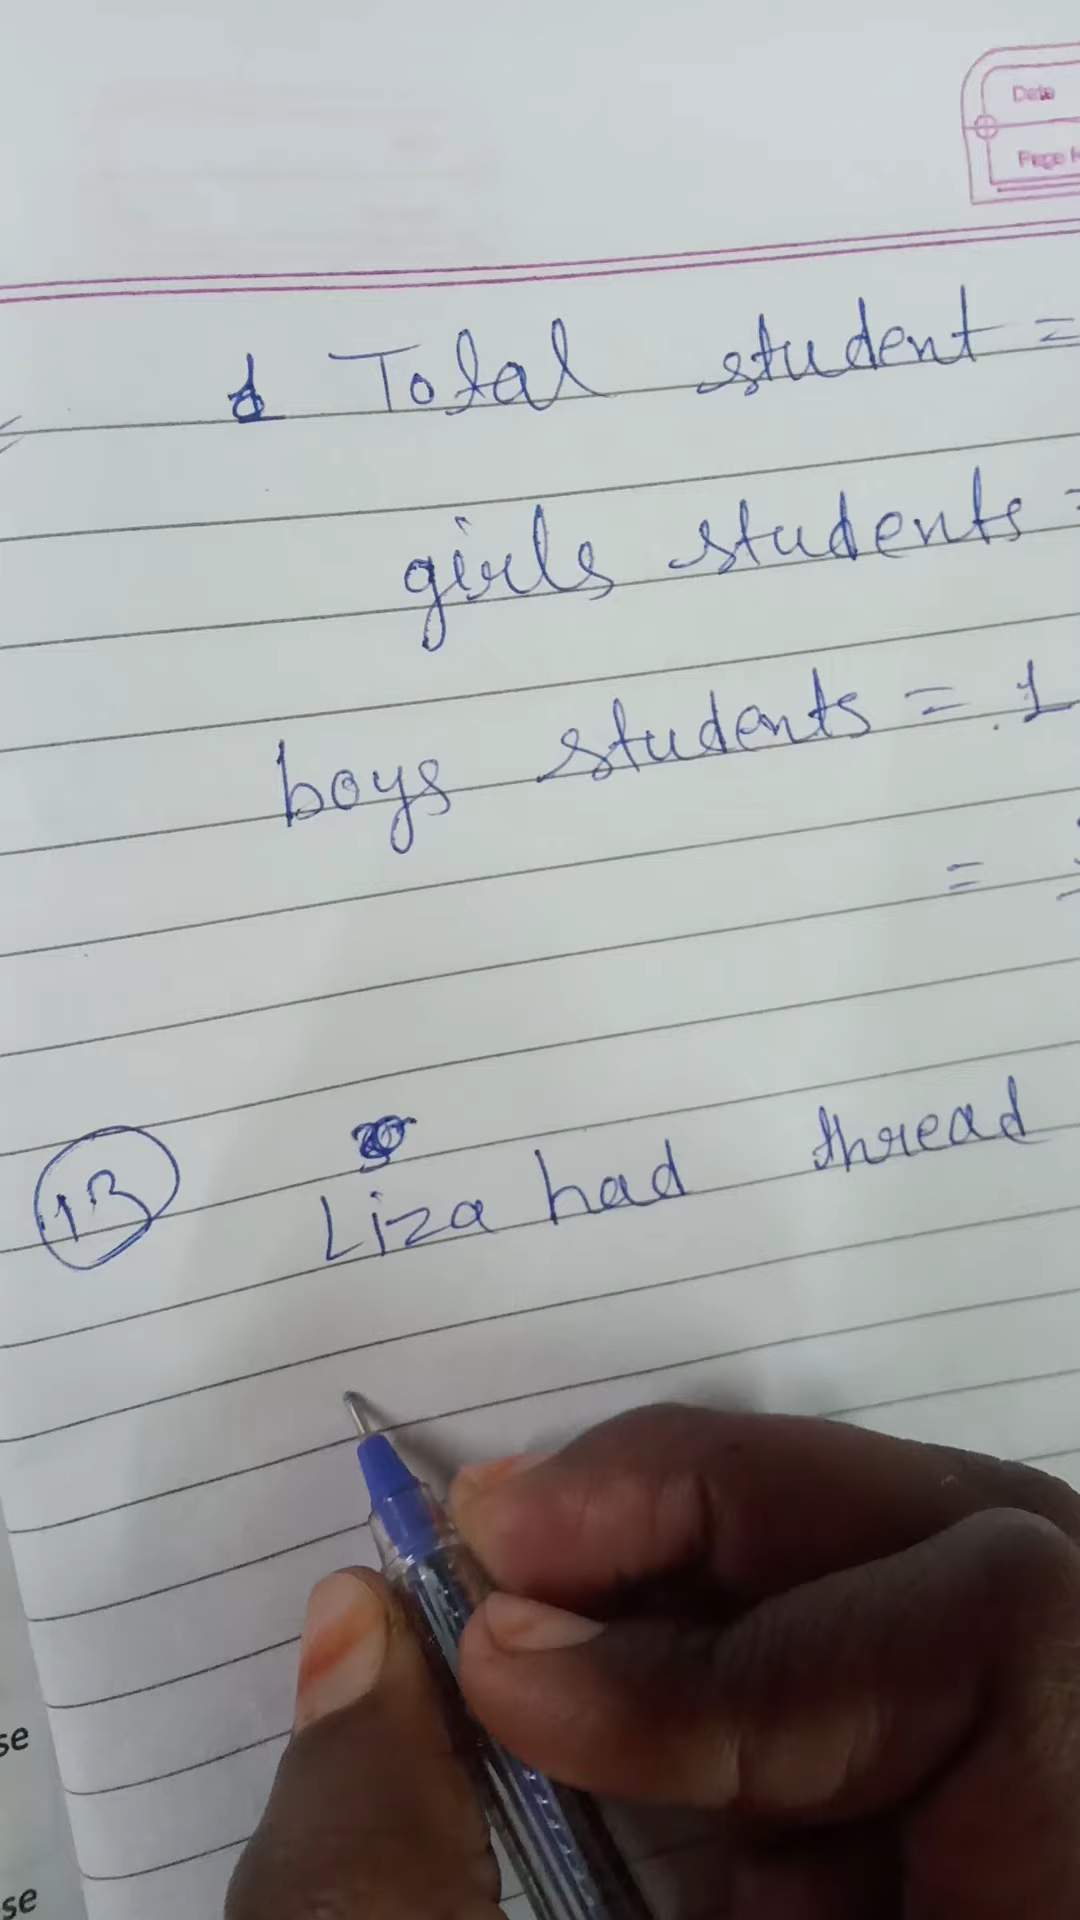 Date
Page
Total student =
girls students =
boys students = 1
=
13
Liza had thread
se
se